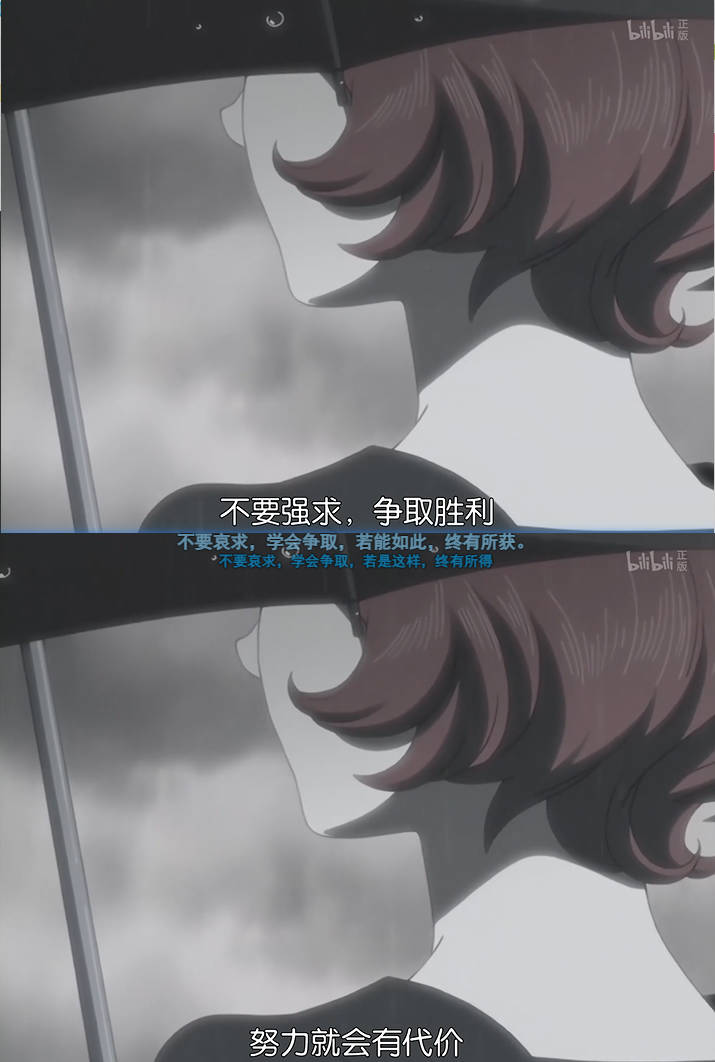 bilibili 正版
不要强求，争取胜利
不要哀求，学会争取，若能如此，终有所获。
不要哀求，学会争取，若是这样，终有所得
bilibili 正版
努力就会有代价